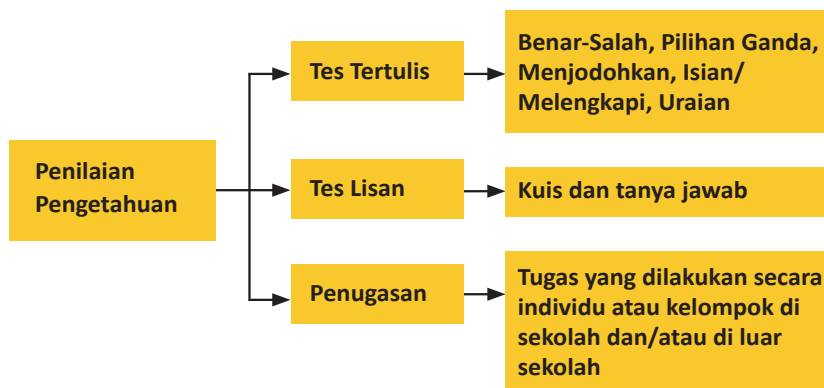 Penilaian
Pengetahuan
Tes Tertulis
Benar-Salah, Pilihan Ganda,
Menjodohkan, Isian/
Melengkapi, Uraian
Tes Lisan
Kuis dan tanya jawab
Penugasan
Tugas yang dilakukan secara
individu atau kelompok di
sekolah dan/atau di luar
sekolah